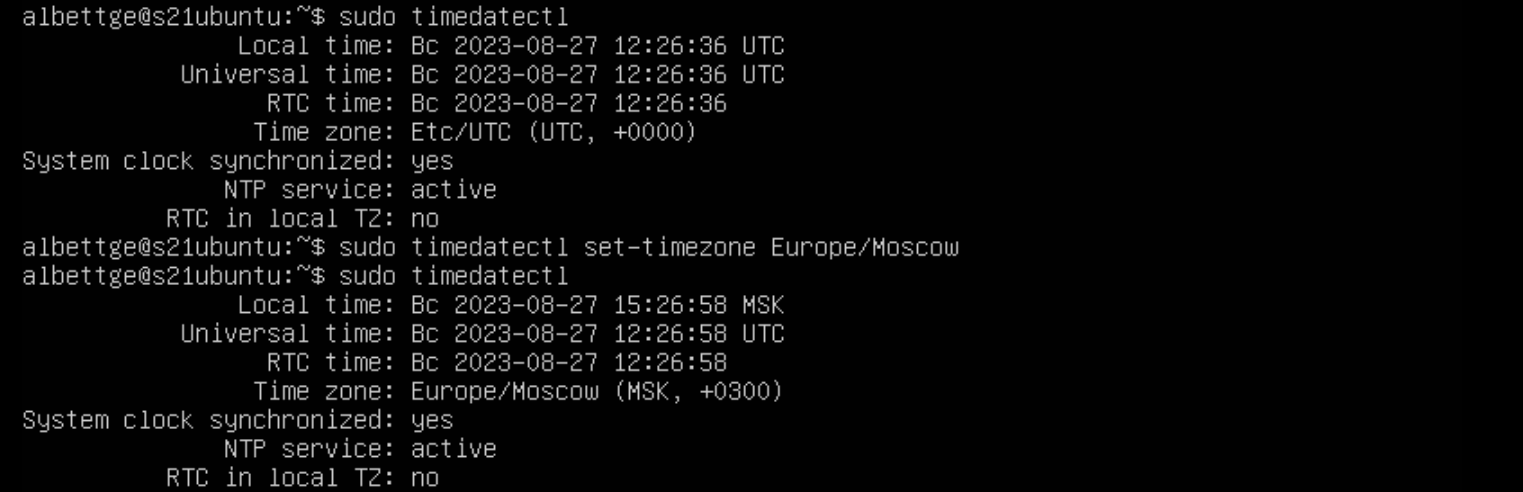 albettge@s21ubuntu:~$ sudo timedatectl
Local time: Вс 2023-08-27 12:26:36 UTC
Universal time: Вс 2023-08-27 12:26:36 UTC
RTC time: Вс 2023-08-27 12:26:36
Time zone: Etc/UTC (UTC, +0000)
System clock synchronized: yes
NTP service: active
RTC in local TZ: no
albettge@s21ubuntu:~$ sudo timedatectl set-timezone Europe/Moscow
albettge@s21ubuntu:~$ sudo timedatectl
Local time: Вс 2023-08-27 15:26:58 MSK
Universal time: Вс 2023-08-27 12:26:58 UTC
RTC time: Вс 2023-08-27 12:26:58
Time zone: Europe/Moscow (MSK, +0300)
System clock synchronized: yes
NTP service: active
RTC in local TZ: no